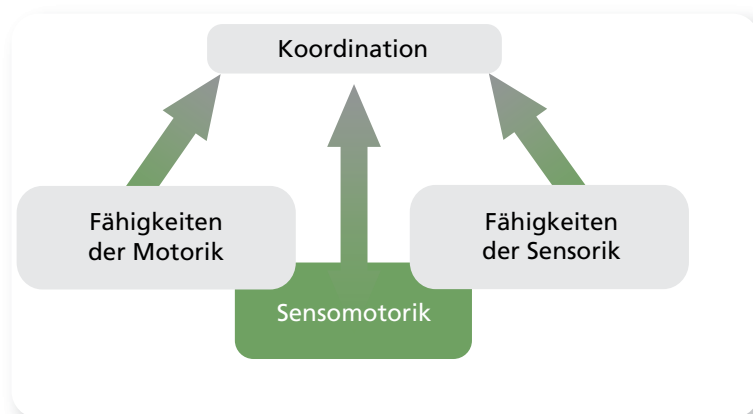 Koordination
Fähigkeiten
der Motorik
Fähigkeiten
der Sensorik
Sensomotorik